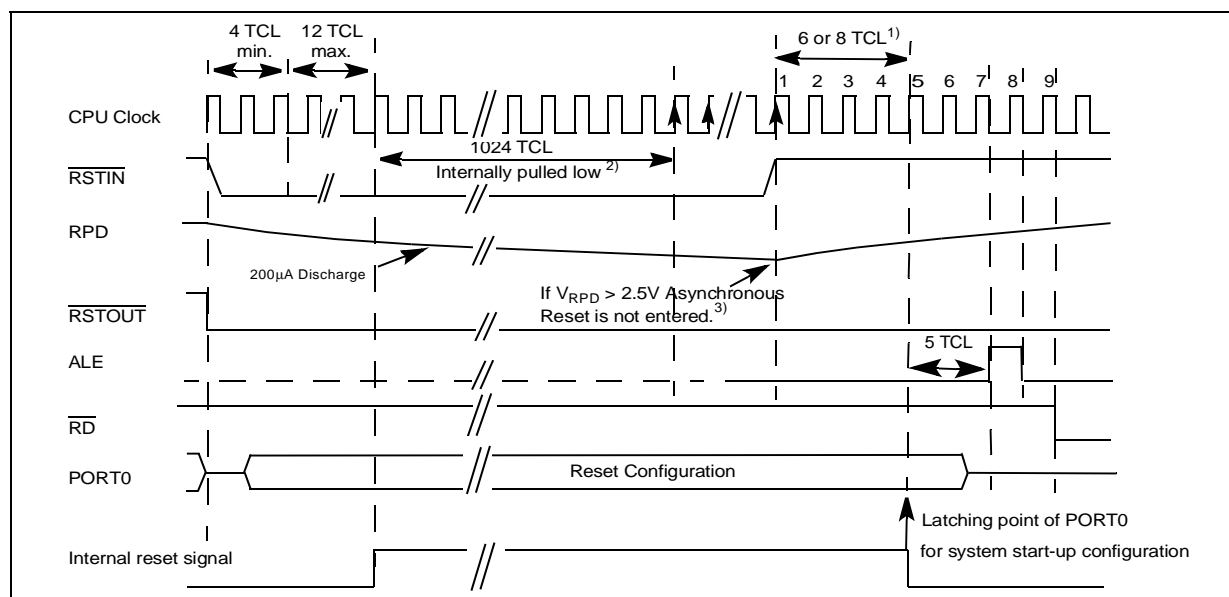 4 TCL
min.
12 TCL
max.
6 or 8 TCL1)
1 2 3 4 5 6 7 8 9
CPU Clock
1024 TCL
Internally pulled low 2)
RSTIN
RPD
200μA Discharge
If VRPD > 2.5V Asynchronous
Reset is not entered.3)
RSTOUT
5 TCL
ALE
RD
PORT0
Reset Configuration
Latching point of PORT0
for system start-up configuration
Internal reset signal